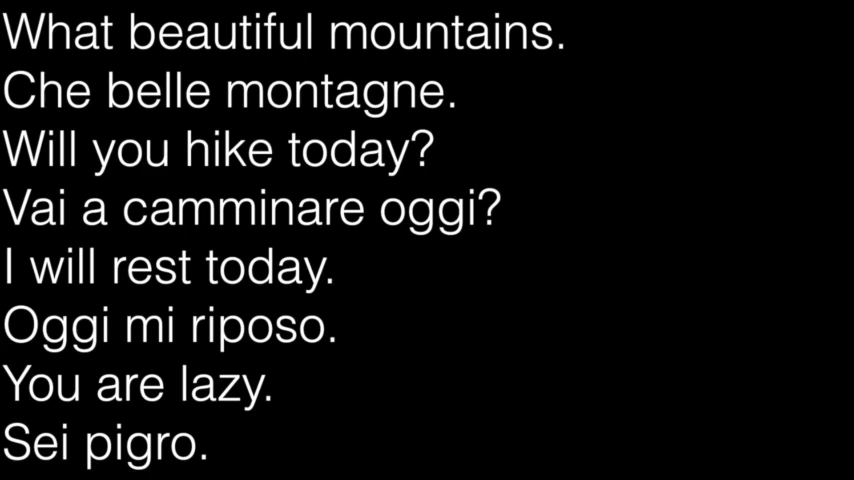 What beautiful mountains.
Che belle montagne.
Will you hike today?
Vai a camminare oggi?
I will rest today.
Oggi mi riposo.
You are lazy.
Sei pigro.